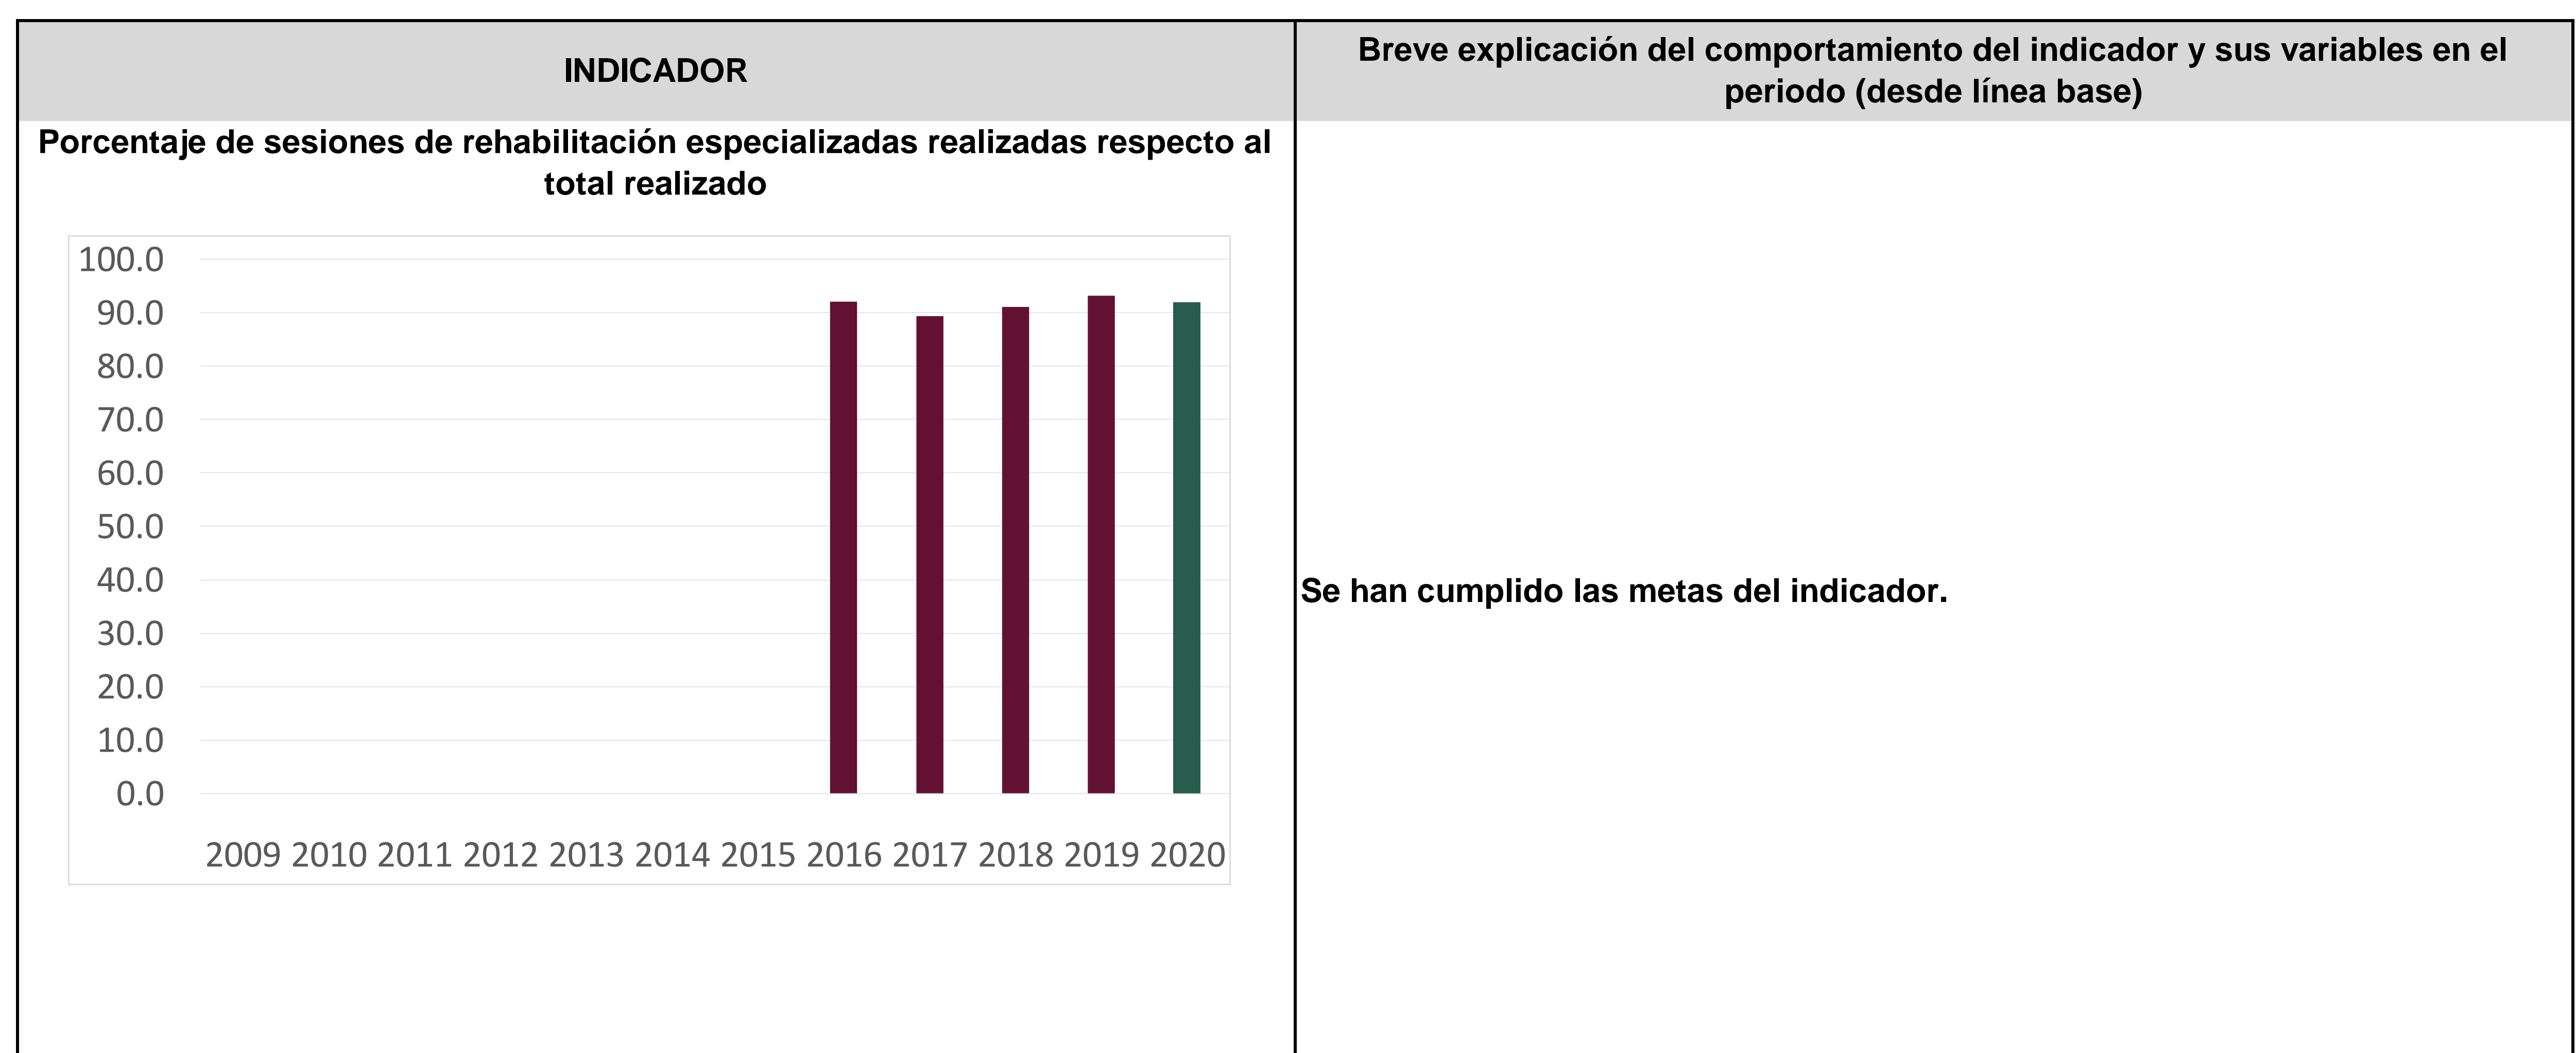 INDICADOR
Breve explicación del comportamiento del indicador y sus variables en el
periodo (desde línea base)
Porcentaje de sesiones de rehabilitación especializadas realizadas respecto al
total realizado
100.0
90.0
80.0
70.0
60.0
50.0
40.0
30.0
20.0
10.0
0.0
2009 2010 2011 2012 2013 2014 2015 2016 2017 2018 2019 2020
Se han cumplido las metas del indicador.